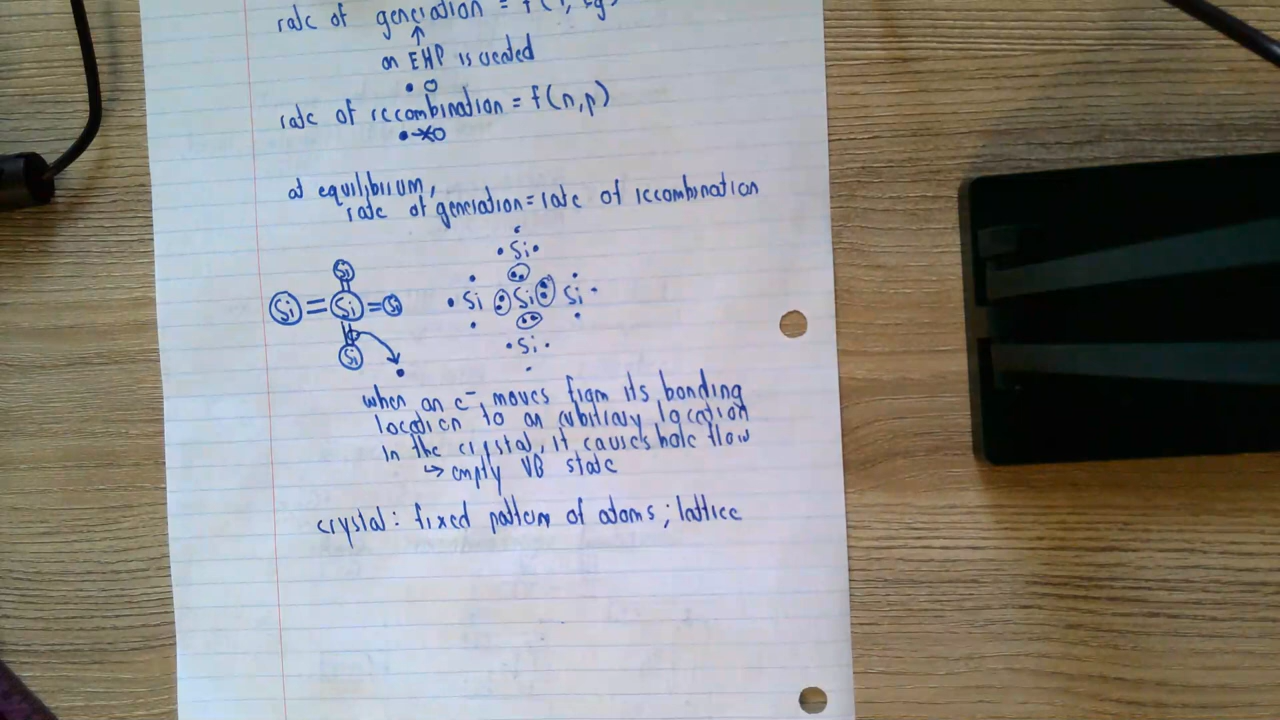 rate of generation = f(T, Eg)
↑
an EHP is created
rate of recombination = f(n,p)
at equilibrium,
rate of generation = rate of recombination
Si
Si = Si = Si
Si
Si
Si Si Si
Si
when an e⁻ moves from its bonding
location to an arbitrary location
in the crystal, it causes hole flow
↳ empty VB state
crystal: fixed pattern of atoms; lattice